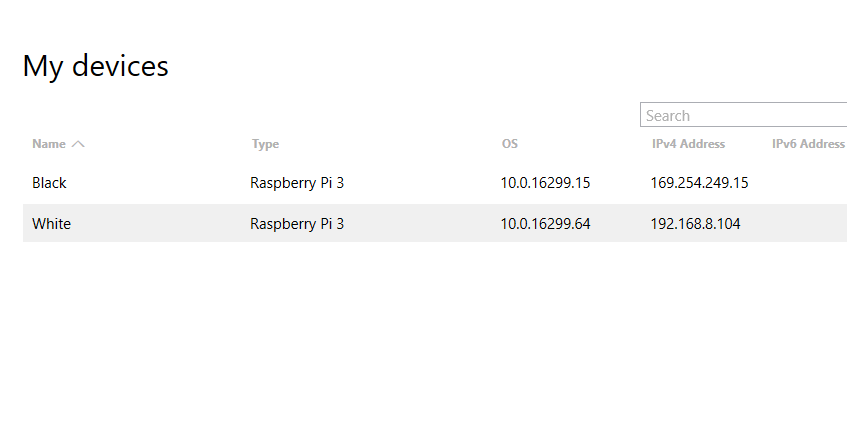 My devices
Search
Name Type OS IPv4 Address IPv6 Address
Black Raspberry Pi 3 10.0.16299.15 169.254.249.15
White Raspberry Pi 3 10.0.16299.64 192.168.8.104